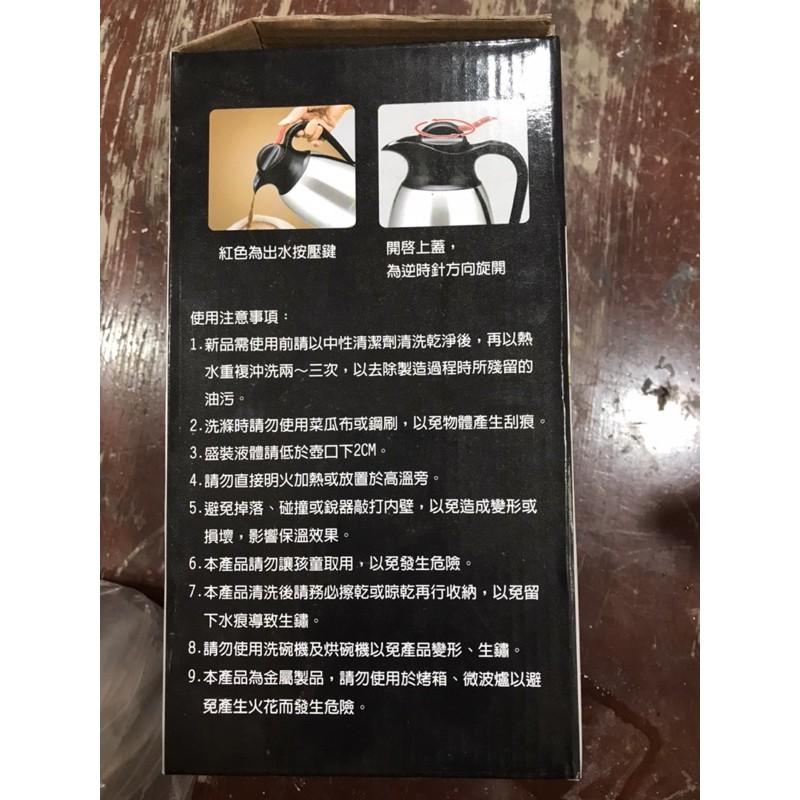 紅色為出水按壓鍵
開啓上蓋，
為逆時針方向旋開
使用注意事項：
1.新品需使用前請以中性清潔劑清洗乾淨後，再以熱
水重複沖洗兩～三次，以去除製造過程時所殘留的
油污。
2.洗滌時請勿使用菜瓜布或鋼刷，以免物體產生刮痕。
3.盛裝液體請低於壺口下2CM。
4.請勿直接明火加熱或放置於高溫旁。
5.避免掉落、碰撞或銳器敲打內壁，以免造成變形或
損壞，影響保溫效果。
6.本產品請勿讓孩童取用，以免發生危險。
7.本產品清洗後請務必擦乾或晾乾再行收納，以免留
下水痕導致生鏽。
8.請勿使用洗碗機及烘碗機以免產品變形、生鏽。
9.本產品為金屬製品，請勿使用於烤箱、微波爐以避
免產生火花而發生危險。